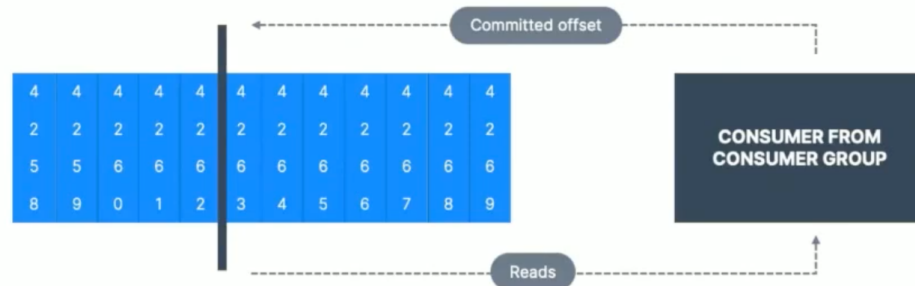 Committed offset
4 4 4 4 4 4 4 4 4 4 4 4
2 2 2 2 2 2 2 2 2 2 2 2
5 5 6 6 6 6 6 6 6 6 6 6
8 9 0 1 2 3 4 5 6 7 8 9
CONSUMER FROM
CONSUMER GROUP
Reads